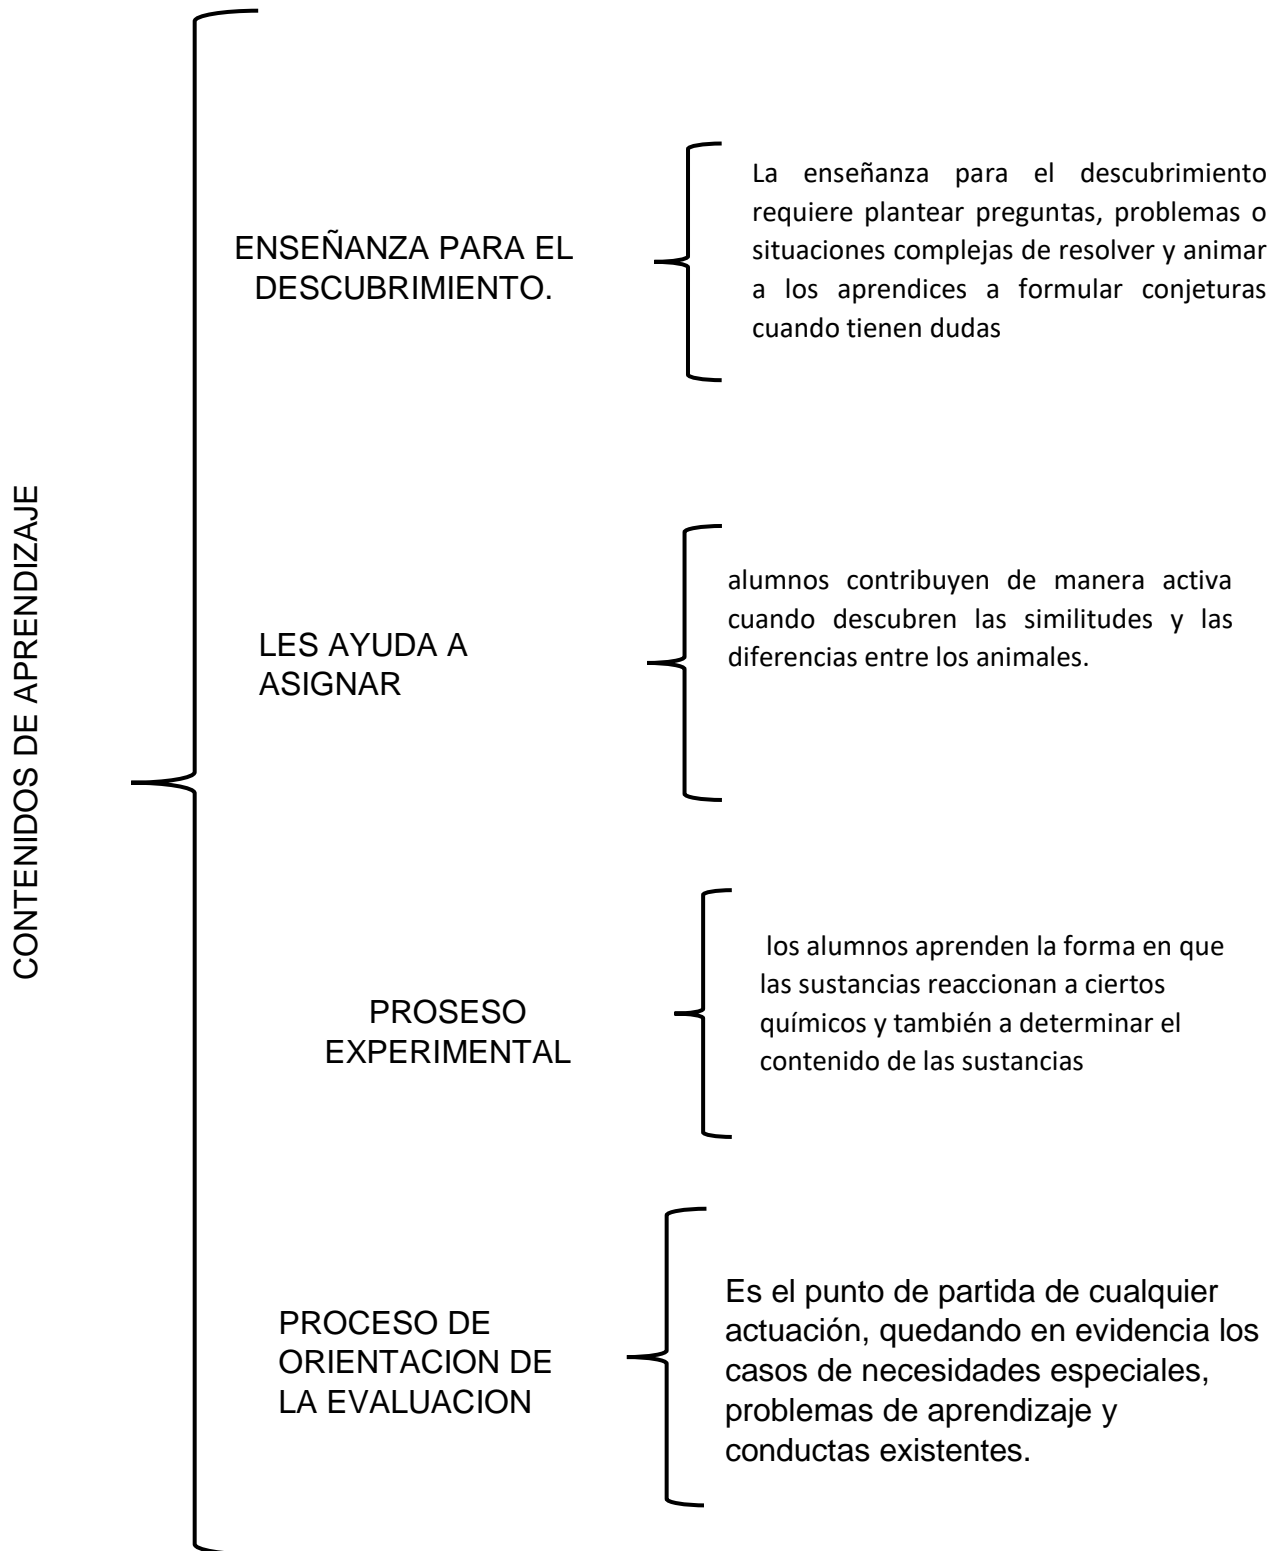 CONTENIDOS DE APRENDIZAJE
ENSEÑANZA PARA EL
DESCUBRIMIENTO.
La enseñanza para el descubrimiento
requiere plantear preguntas, problemas o
situaciones complejas de resolver y animar
a los aprendices a formular conjeturas
cuando tienen dudas
LES AYUDA A
ASIGNAR
alumnos contribuyen de manera activa
cuando descubren las similitudes y las
diferencias entre los animales.
PROSESO
EXPERIMENTAL
los alumnos aprenden la forma en que
las sustancias reaccionan a ciertos
químicos y también a determinar el
contenido de las sustancias
PROCESO DE
ORIENTACION DE
LA EVALUACION
Es el punto de partida de cualquier
actuación, quedando en evidencia los
casos de necesidades especiales,
problemas de aprendizaje y
conductas existentes.